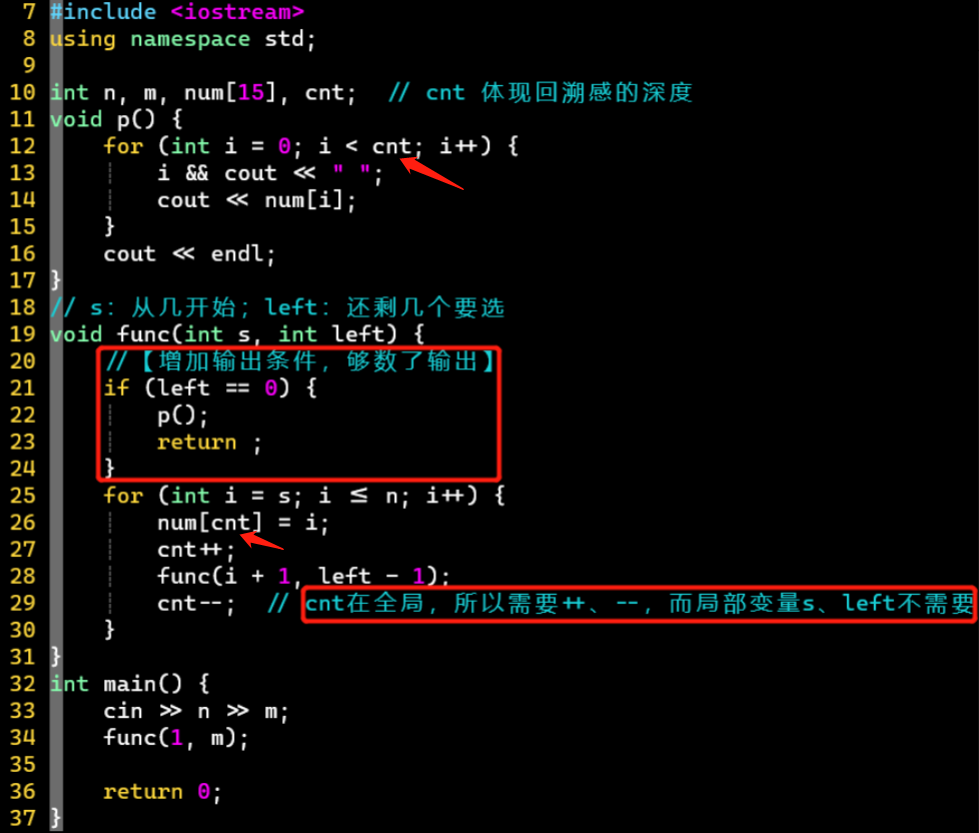 7 #include <iostream>
8 using namespace std;
9
10 int n, m, num[15], cnt;  // cnt 体现回溯感的深度
11 void p() {
12     for (int i = 0; i < cnt; i++) {
13         i && cout << " ";
14         cout << num[i];
15     }
16     cout << endl;
17 }
18 // s: 从几开始; left: 还剩几个要选
19 void func(int s, int left) {
20     //【增加输出条件, 够数了输出】
21     if (left == 0) {
22         p();
23         return ;
24     }
25     for (int i = s; i <= n; i++) {
26         num[cnt] = i;
27         cnt++;
28         func(i + 1, left - 1);
29         cnt--;  // cnt在全局, 所以需要++、--, 而局部变量s、left不需要
30     }
31 }
32 int main() {
33     cin >> n >> m;
34     func(1, m);
35
36     return 0;
37 }